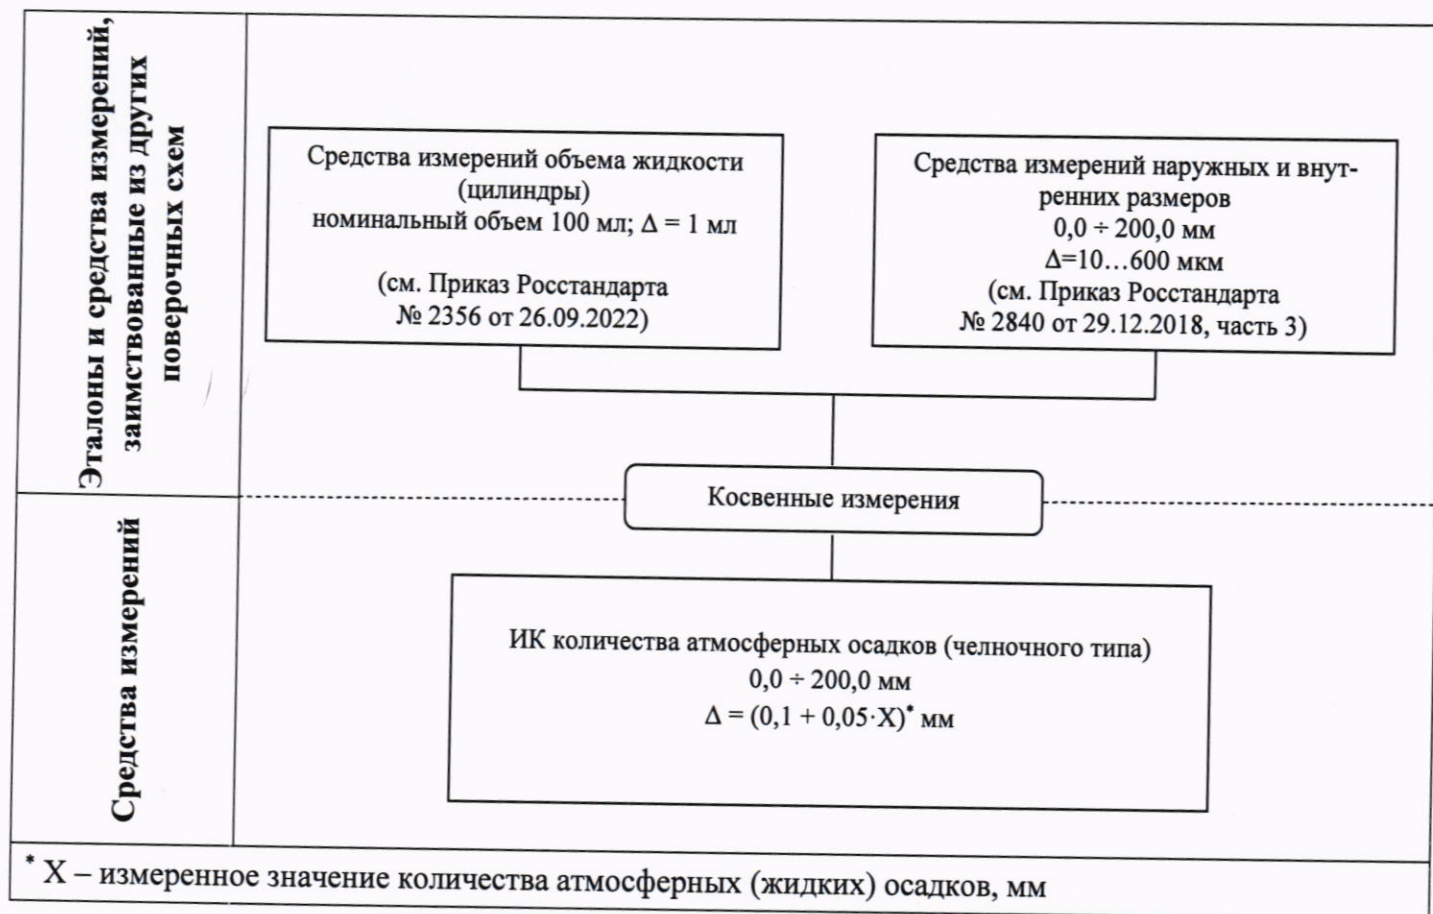 Эталоны и средства измерений,
заимствованные из других
поверочных схем
Средства измерений объема жидкости
(цилиндры)
номинальный объем 100 мл; Δ = 1 мл
(см. Приказ Росстандарта
№ 2356 от 26.09.2022)
Средства измерений наружных и внут-
ренних размеров
0,0 ÷ 200,0 мм
Δ=10…600 мкм
(см. Приказ Росстандарта
№ 2840 от 29.12.2018, часть 3)
Косвенные измерения
Средства измерений
ИК количества атмосферных осадков (челночного типа)
0,0 ÷ 200,0 мм
Δ = (0,1 + 0,05·X)* мм
* X – измеренное значение количества атмосферных (жидких) осадков, мм